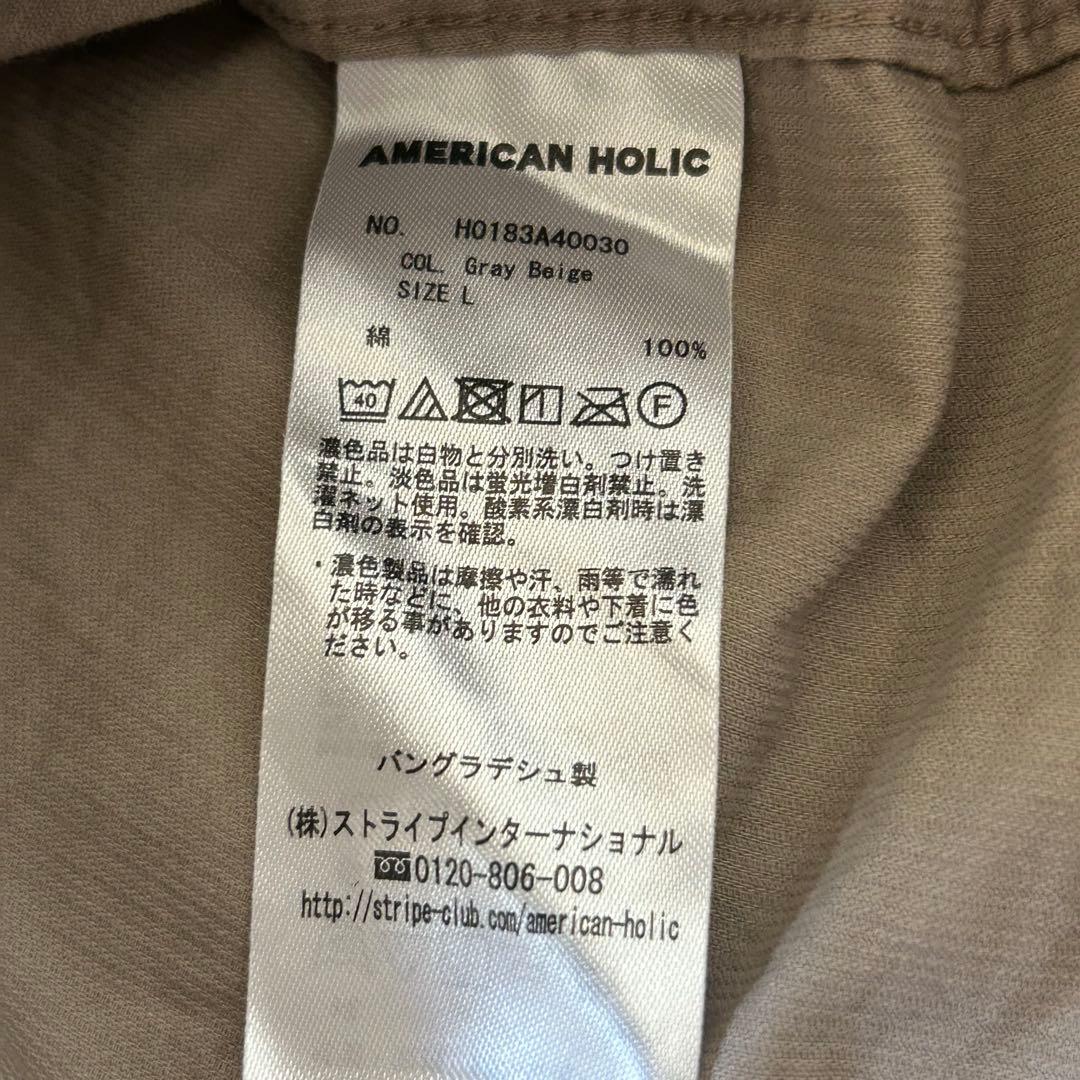 AMERICAN HOLIC
NO. H0183A40030
COL. Gray Beige
SIZE L
綿 100%
40 F
濃色品は白物と分別洗い。つけ置き
禁止。淡色品は蛍光増白剤禁止。洗
濯ネット使用。酸素系漂白剤時は漂
白剤の表示を確認。
・濃色製品は摩擦や汗、雨等で濡れ
た時などに、他の衣料や下着に色
が移る事がありますのでご注意く
ださい。
バングラデシュ製
(株)ストライプインターナショナル
0120-806-008
http://stripe-club.com/american-holic